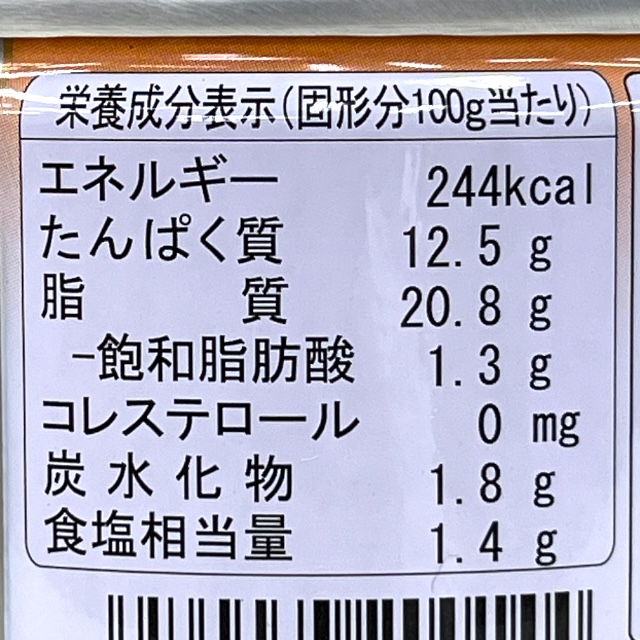 栄養成分表示(固形分100g当たり)
エネルギー 244kcal
たんぱく質 12.5 g
脂質 20.8 g
-飽和脂肪酸 1.3 g
コレステロール 0 mg
炭水化物 1.8 g
食塩相当量 1.4 g